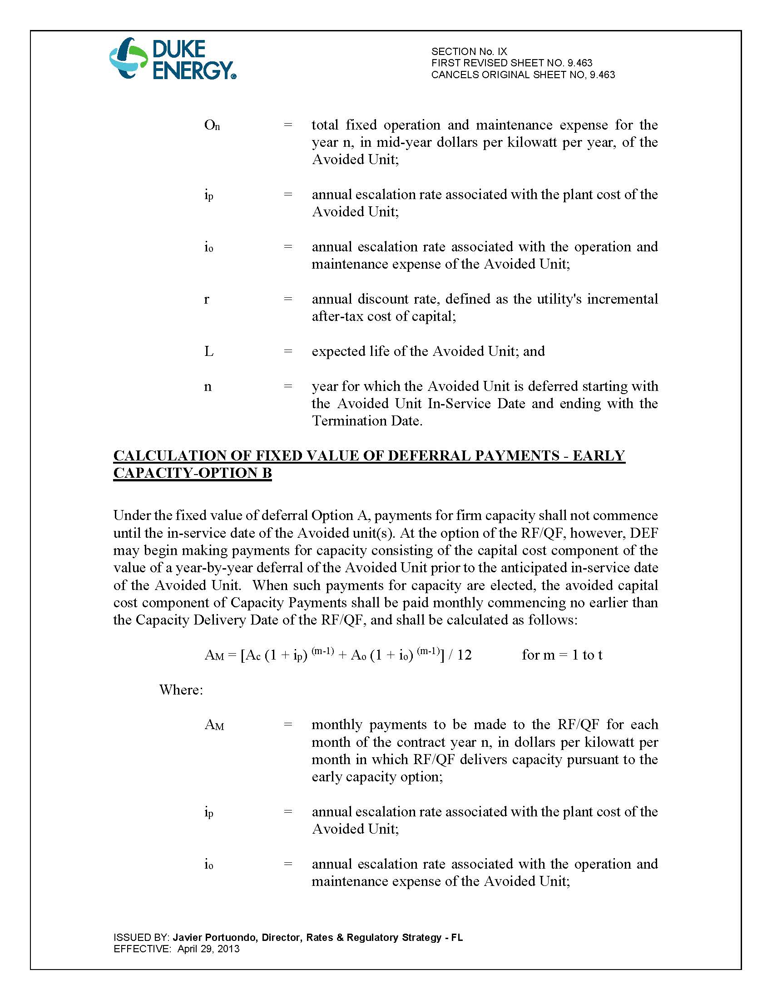 DUKE
ENERGY®
SECTION No. IX
FIRST REVISED SHEET NO. 9.463
CANCELS ORIGINAL SHEET NO, 9.463
On = total fixed operation and maintenance expense for the
year n, in mid-year dollars per kilowatt per year, of the
Avoided Unit;
ip = annual escalation rate associated with the plant cost of the
Avoided Unit;
io = annual escalation rate associated with the operation and
maintenance expense of the Avoided Unit;
r = annual discount rate, defined as the utility's incremental
after-tax cost of capital;
L = expected life of the Avoided Unit; and
n = year for which the Avoided Unit is deferred starting with
the Avoided Unit In-Service Date and ending with the
Termination Date.
CALCULATION OF FIXED VALUE OF DEFERRAL PAYMENTS - EARLY
CAPACITY-OPTION B
Under the fixed value of deferral Option A, payments for firm capacity shall not commence
until the in-service date of the Avoided unit(s). At the option of the RF/QF, however, DEF
may begin making payments for capacity consisting of the capital cost component of the
value of a year-by-year deferral of the Avoided Unit prior to the anticipated in-service date
of the Avoided Unit. When such payments for capacity are elected, the avoided capital
cost component of Capacity Payments shall be paid monthly commencing no earlier than
the Capacity Delivery Date of the RF/QF, and shall be calculated as follows:
AM = [Ac (1 + ip) (m-1) + Ao (1 + io) (m-1)] / 12 for m = 1 to t
Where:
AM = monthly payments to be made to the RF/QF for each
month of the contract year n, in dollars per kilowatt per
month in which RF/QF delivers capacity pursuant to the
early capacity option;
ip = annual escalation rate associated with the plant cost of the
Avoided Unit;
io = annual escalation rate associated with the operation and
maintenance expense of the Avoided Unit;
ISSUED BY: Javier Portuondo, Director, Rates & Regulatory Strategy - FL
EFFECTIVE: April 29, 2013